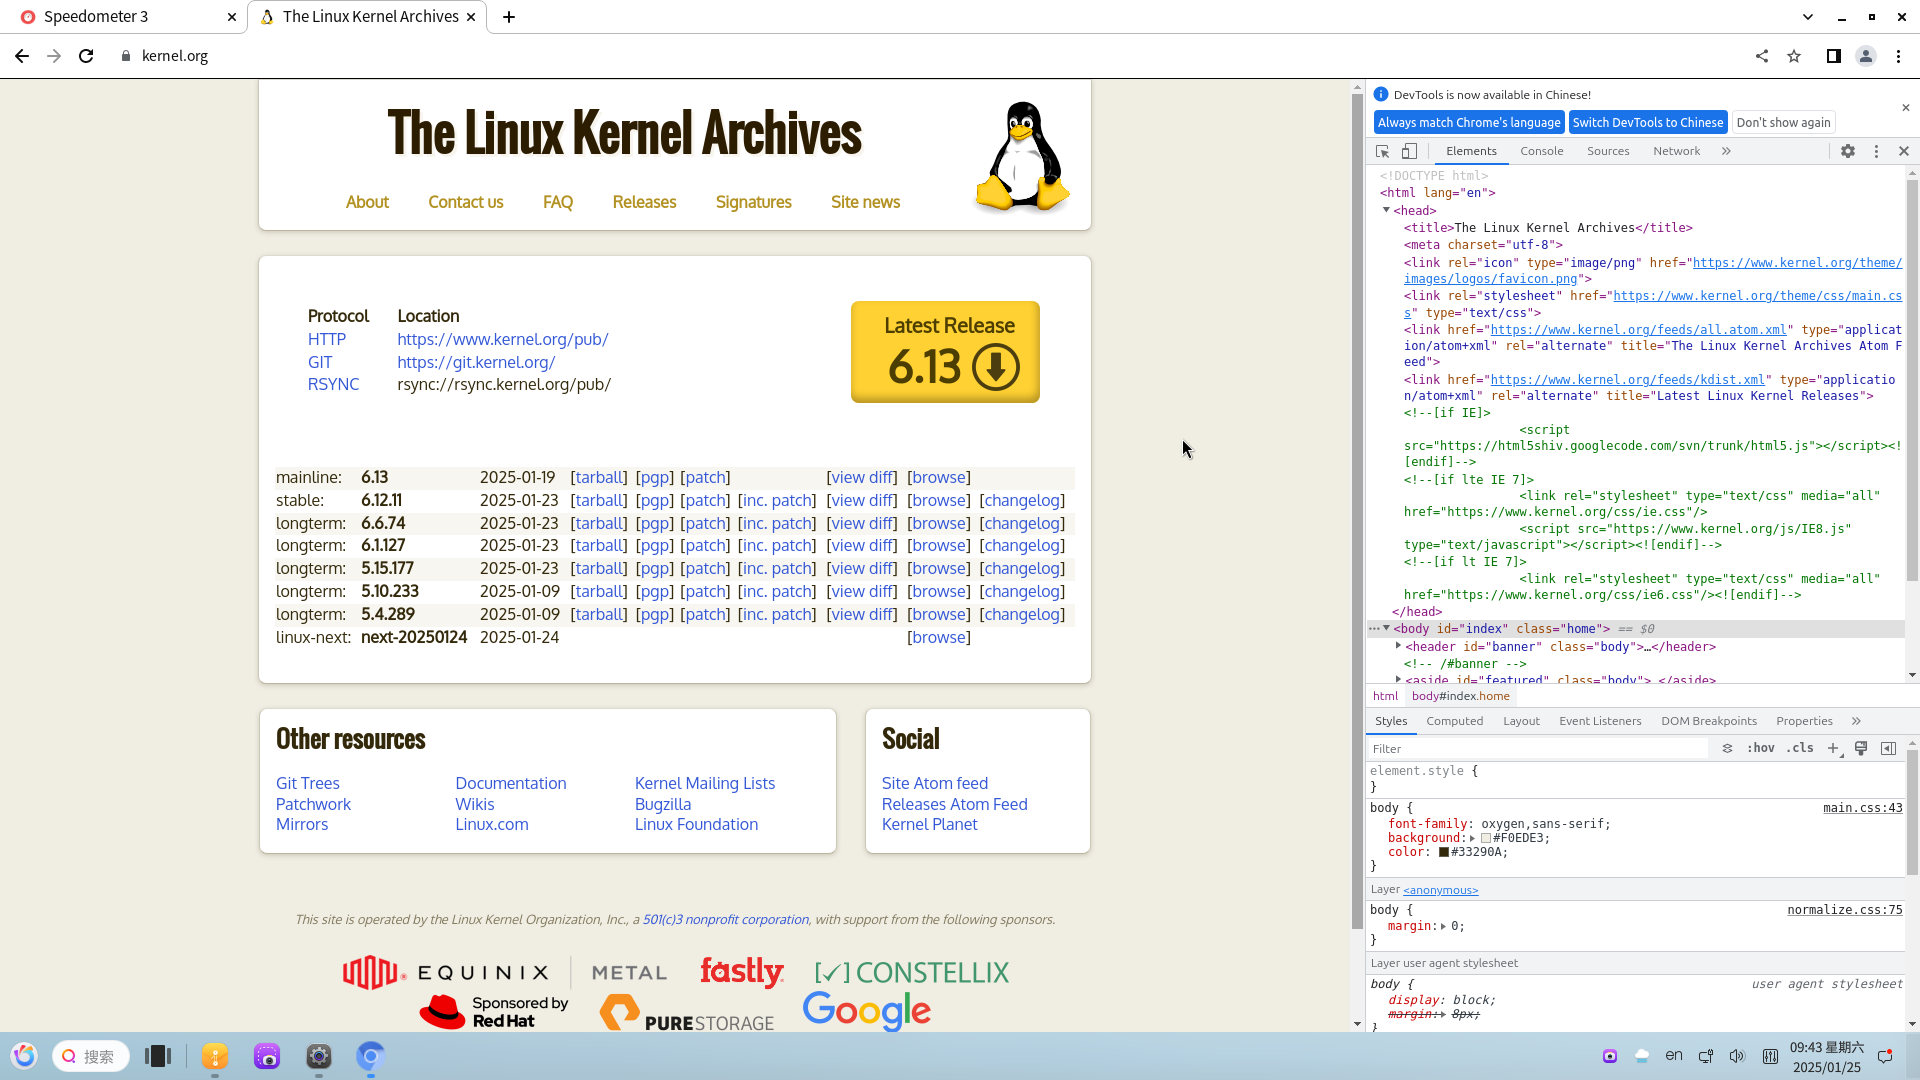 Speedometer 3
The Linux Kernel Archives
kernel.org
The Linux Kernel Archives
About Contact us FAQ Releases Signatures Site news
Protocol Location
HTTP https://www.kernel.org/pub/
GIT https://git.kernel.org/
RSYNC rsync://rsync.kernel.org/pub/
Latest Release
6.13
mainline: 6.13 2025-01-19 [tarball] [pgp] [patch] [view diff] [browse]
stable: 6.12.11 2025-01-23 [tarball] [pgp] [patch] [inc. patch] [view diff] [browse] [changelog]
longterm: 6.6.74 2025-01-23 [tarball] [pgp] [patch] [inc. patch] [view diff] [browse] [changelog]
longterm: 6.1.127 2025-01-23 [tarball] [pgp] [patch] [inc. patch] [view diff] [browse] [changelog]
longterm: 5.15.177 2025-01-23 [tarball] [pgp] [patch] [inc. patch] [view diff] [browse] [changelog]
longterm: 5.10.233 2025-01-09 [tarball] [pgp] [patch] [inc. patch] [view diff] [browse] [changelog]
longterm: 5.4.289 2025-01-09 [tarball] [pgp] [patch] [inc. patch] [view diff] [browse] [changelog]
linux-next: next-20250124 2025-01-24 [browse]
Other resources
Git Trees Documentation Kernel Mailing Lists
Patchwork Wikis Bugzilla
Mirrors Linux.com Linux Foundation
Social
Site Atom feed
Releases Atom Feed
Kernel Planet
This site is operated by the Linux Kernel Organization, Inc., a 501(c)3 nonprofit corporation, with support from the following sponsors.
EQUINIX METAL fastly. CONSTELLIX
Sponsored by
Red Hat
PURESTORAGE
Google
DevTools is now available in Chinese!
Always match Chrome's language Switch DevTools to Chinese Don't show again
Elements Console Sources Network
<!DOCTYPE html>
<html lang="en">
<head>
<title>The Linux Kernel Archives</title>
<meta charset="utf-8">
<link rel="icon" type="image/png" href="https://www.kernel.org/theme/
images/logos/favicon.png">
<link rel="stylesheet" href="https://www.kernel.org/theme/css/main.cs
s" type="text/css">
<link href="https://www.kernel.org/feeds/all.atom.xml" type="applicat
ion/atom+xml" rel="alternate" title="The Linux Kernel Archives Atom F
eed">
<link href="https://www.kernel.org/feeds/kdist.xml" type="applicatio
n/atom+xml" rel="alternate" title="Latest Linux Kernel Releases">
<!--[if IE]>
<script
src="https://html5shiv.googlecode.com/svn/trunk/html5.js"></script><!
[endif]-->
<!--[if lte IE 7]>
<link rel="stylesheet" type="text/css" media="all"
href="https://www.kernel.org/css/ie.css"/>
<script src="https://www.kernel.org/js/IE8.js"
type="text/javascript"></script><![endif]-->
<!--[if lt IE 7]>
<link rel="stylesheet" type="text/css" media="all"
href="https://www.kernel.org/css/ie6.css"/><![endif]-->
</head>
<body id="index" class="home"> == $0
<header id="banner" class="body">…</header>
<!-- /#banner -->
<aside id="featured" class="body">…</aside>
html body#index.home
Styles Computed Layout Event Listeners DOM Breakpoints Properties
Filter :hov .cls
element.style {
}
body { main.css:43
font-family: oxygen,sans-serif;
background: #F0EDE3;
color: #33290A;
}
Layer <anonymous>
body { normalize.css:75
margin: 0;
}
Layer user agent stylesheet
body { user agent stylesheet
display: block;
margin: 8px;
}
搜索
en
09:43 星期六
2025/01/25